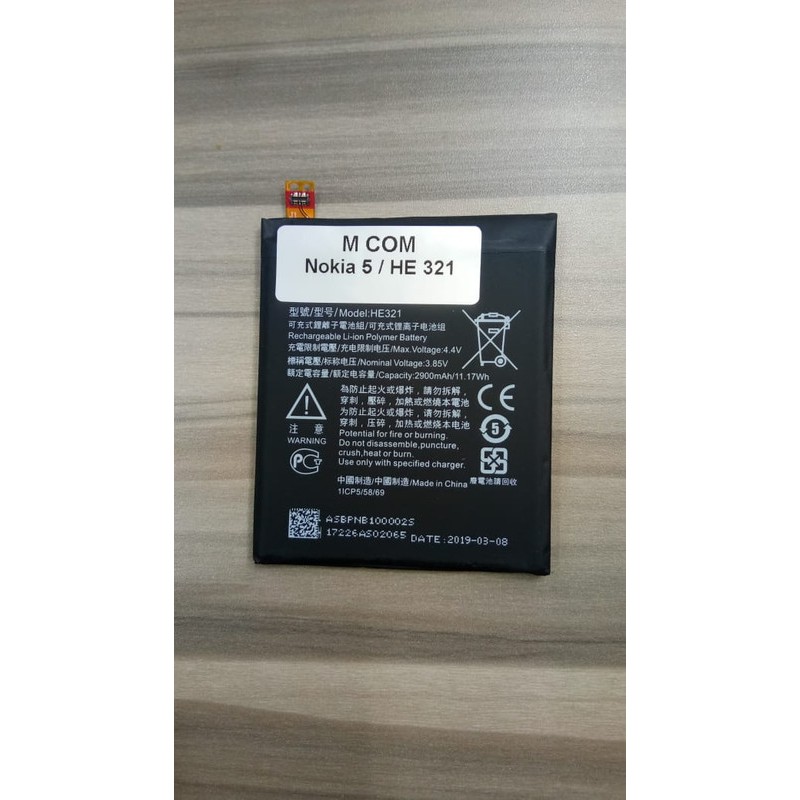 M COM
Nokia 5 / HE 321
型號/型号/Model:HE321
可充式鋰離子電池組/可充式锂离子电池组
Rechargeable Li-ion Polymer Battery
充電限制電壓/充电限制电压/Max.Voltage:4.4V
標稱電壓/标称电压/Nominal Voltage:3.85V
額定電容量/额定电容量/Capacity:2900mAh/11.17Wh
為防止起火或爆炸，請勿拆解，
穿刺，壓碎，加熱或燃燒本電池
为防止起火或爆炸，请勿拆解，
穿刺，压碎，加热或燃烧本电池
Potential for fire or burning.
Do not disassemble,puncture,
crush,heat or burn.
Use only with specified charger.
注 意
WARNING
CE
5
廢電池請回收
中國製造/中國制造/Made in China
1ICP5/58/69
ASBPNB100002S
17226AS02065 DATE:2019-03-08